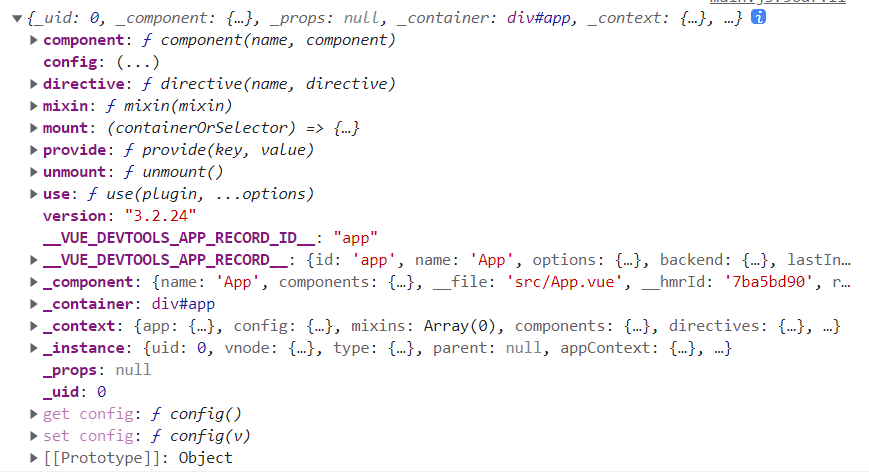 {_uid: 0, _component: {…}, _props: null, _container: div#app, _context: {…}, …} i
component: ƒ component(name, component)
config: (...)
directive: ƒ directive(name, directive)
mixin: ƒ mixin(mixin)
mount: (containerOrSelector) => {…}
provide: ƒ provide(key, value)
unmount: ƒ unmount()
use: ƒ use(plugin, ...options)
version: "3.2.24"
__VUE_DEVTOOLS_APP_RECORD_ID__: "app"
__VUE_DEVTOOLS_APP_RECORD__: {id: 'app', name: 'App', options: {…}, backend: {…}, lastIn…
_component: {name: 'App', components: {…}, __file: 'src/App.vue', __hmrId: '7ba5bd90', r…
_container: div#app
_context: {app: {…}, config: {…}, mixins: Array(0), components: {…}, directives: {…}, …}
_instance: {uid: 0, vnode: {…}, type: {…}, parent: null, appContext: {…}, …}
_props: null
_uid: 0
get config: ƒ config()
set config: ƒ config(v)
[[Prototype]]: Object